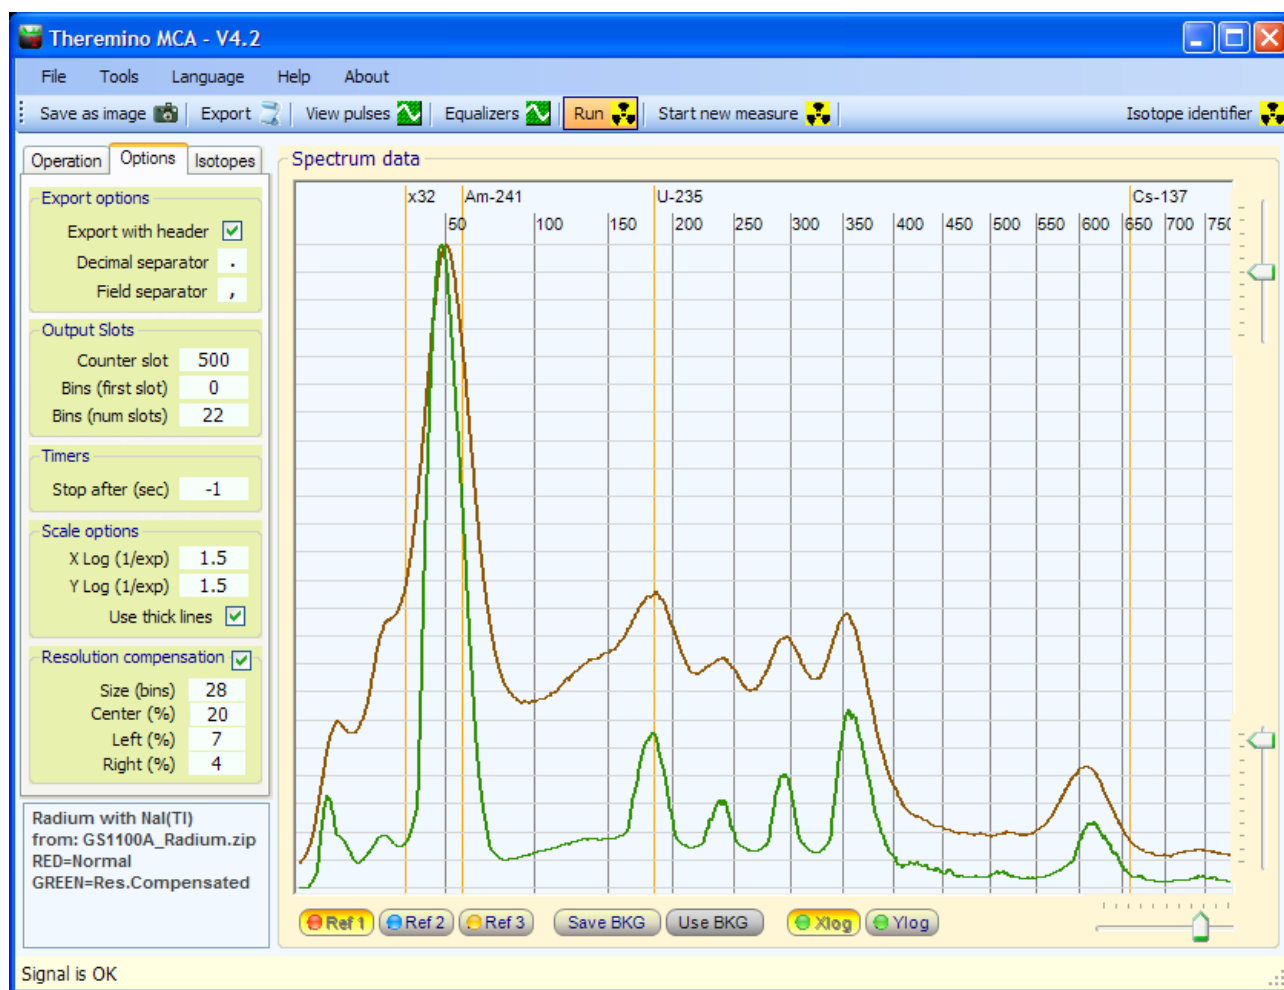 Theremino MCA - V4.2
File Tools Language Help About
Save as image Export View pulses Equalizers Run Start new measure Isotope identifier
Operation Options Isotopes
Export options
Export with header
Decimal separator .
Field separator ,
Output Slots
Counter slot 500
Bins (first slot) 0
Bins (num slots) 22
Timers
Stop after (sec) -1
Scale options
X Log (1/exp) 1.5
Y Log (1/exp) 1.5
Use thick lines
Resolution compensation
Size (bins) 28
Center (%) 20
Left (%) 7
Right (%) 4
Radium with NaI(Tl)
from: GS1100A_Radium.zip
RED=Normal
GREEN=Res.Compensated
Spectrum data
x32 Am-241 U-235 Cs-137
50 100 150 200 250 300 350 400 450 500 550 600 650 700 750
Ref 1 Ref 2 Ref 3 Save BKG Use BKG Xlog Ylog
Signal is OK